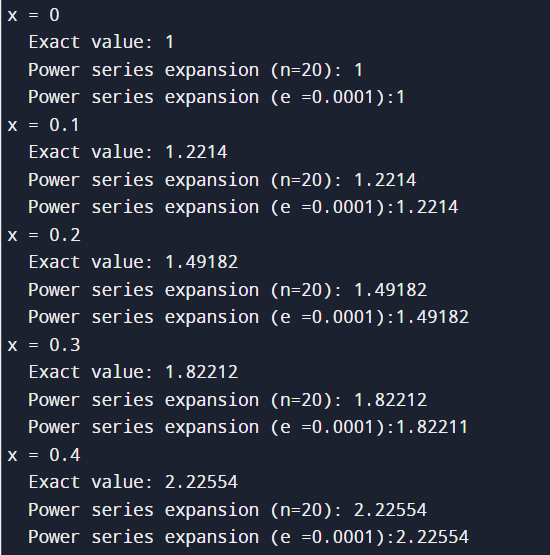 x = 0
Exact value: 1
Power series expansion (n=20): 1
Power series expansion (e =0.0001):1
x = 0.1
Exact value: 1.2214
Power series expansion (n=20): 1.2214
Power series expansion (e =0.0001):1.2214
x = 0.2
Exact value: 1.49182
Power series expansion (n=20): 1.49182
Power series expansion (e =0.0001):1.49182
x = 0.3
Exact value: 1.82212
Power series expansion (n=20): 1.82212
Power series expansion (e =0.0001):1.82211
x = 0.4
Exact value: 2.22554
Power series expansion (n=20): 2.22554
Power series expansion (e =0.0001):2.22554